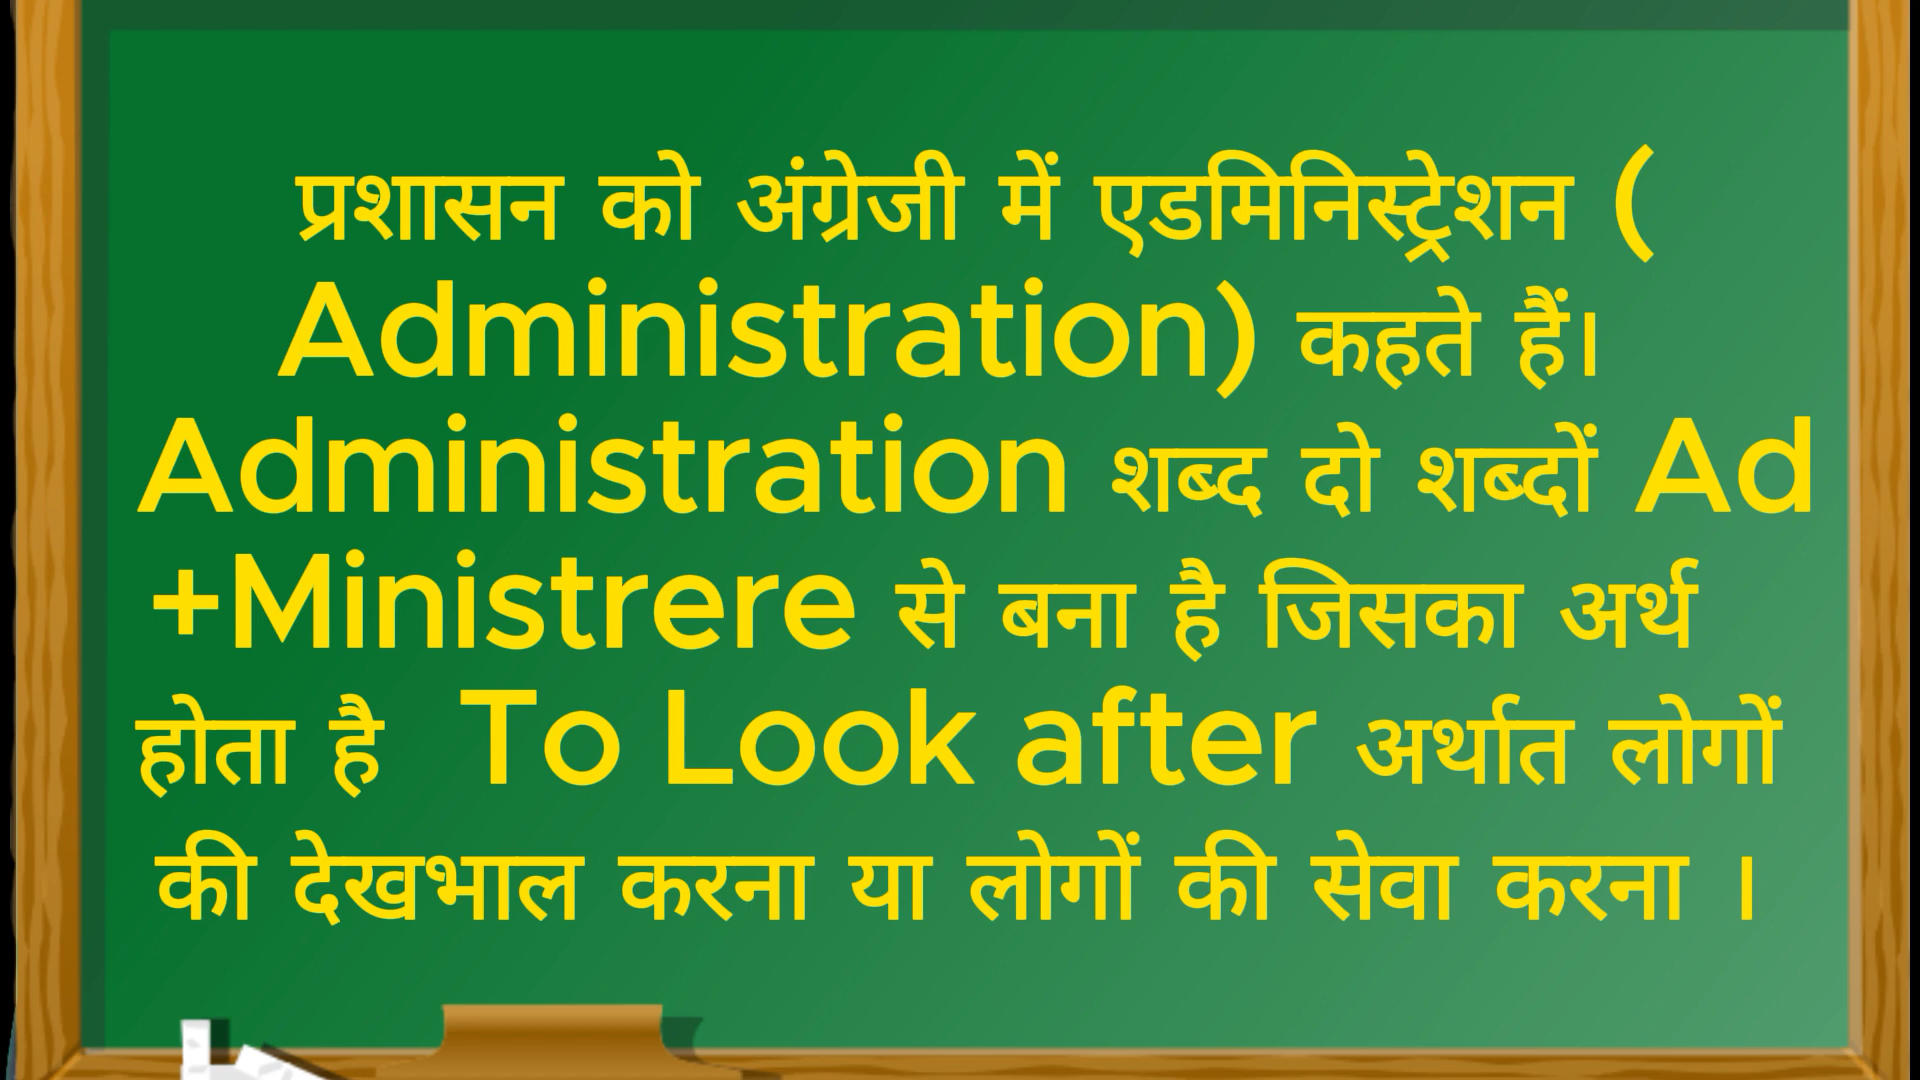 प्रशासन को अंग्रेजी में एडमिनिस्ट्रेशन (
Administration) कहते हैं।
Administration शब्द दो शब्दों Ad
+Ministrere से बना है जिसका अर्थ
होता है To Look after अर्थात लोगों
की देखभाल करना या लोगों की सेवा करना ।